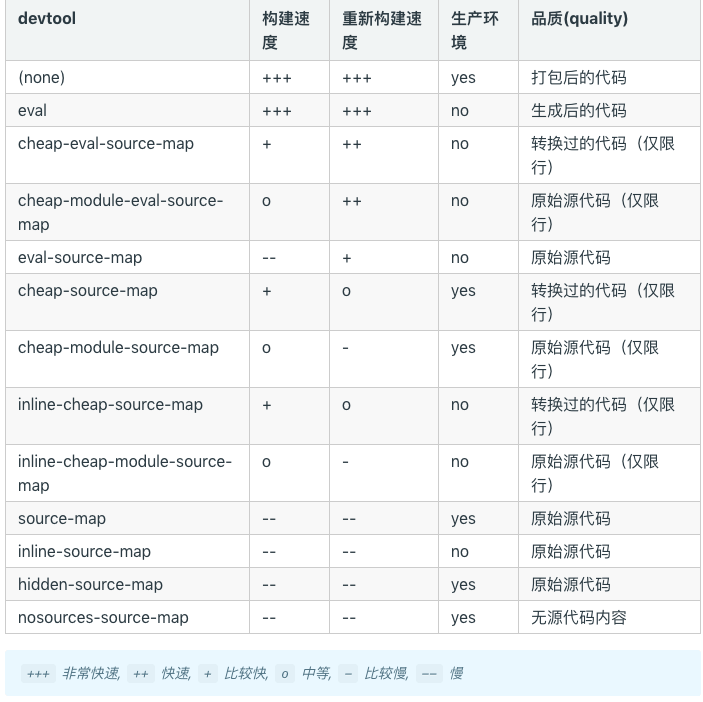 devtool 构建速度 重新构建速度 生产环境 品质(quality)
(none) +++ +++ yes 打包后的代码
eval +++ +++ no 生成后的代码
cheap-eval-source-map + ++ no 转换过的代码（仅限行）
cheap-module-eval-source-map o ++ no 原始源代码（仅限行）
eval-source-map -- + no 原始源代码
cheap-source-map + o yes 转换过的代码（仅限行）
cheap-module-source-map o - yes 原始源代码（仅限行）
inline-cheap-source-map + o no 转换过的代码（仅限行）
inline-cheap-module-source-map o - no 原始源代码（仅限行）
source-map -- -- yes 原始源代码
inline-source-map -- -- no 原始源代码
hidden-source-map -- -- yes 原始源代码
nosources-source-map -- -- yes 无源代码内容
+++ 非常快速, ++ 快速, + 比较快, o 中等, - 比较慢, -- 慢